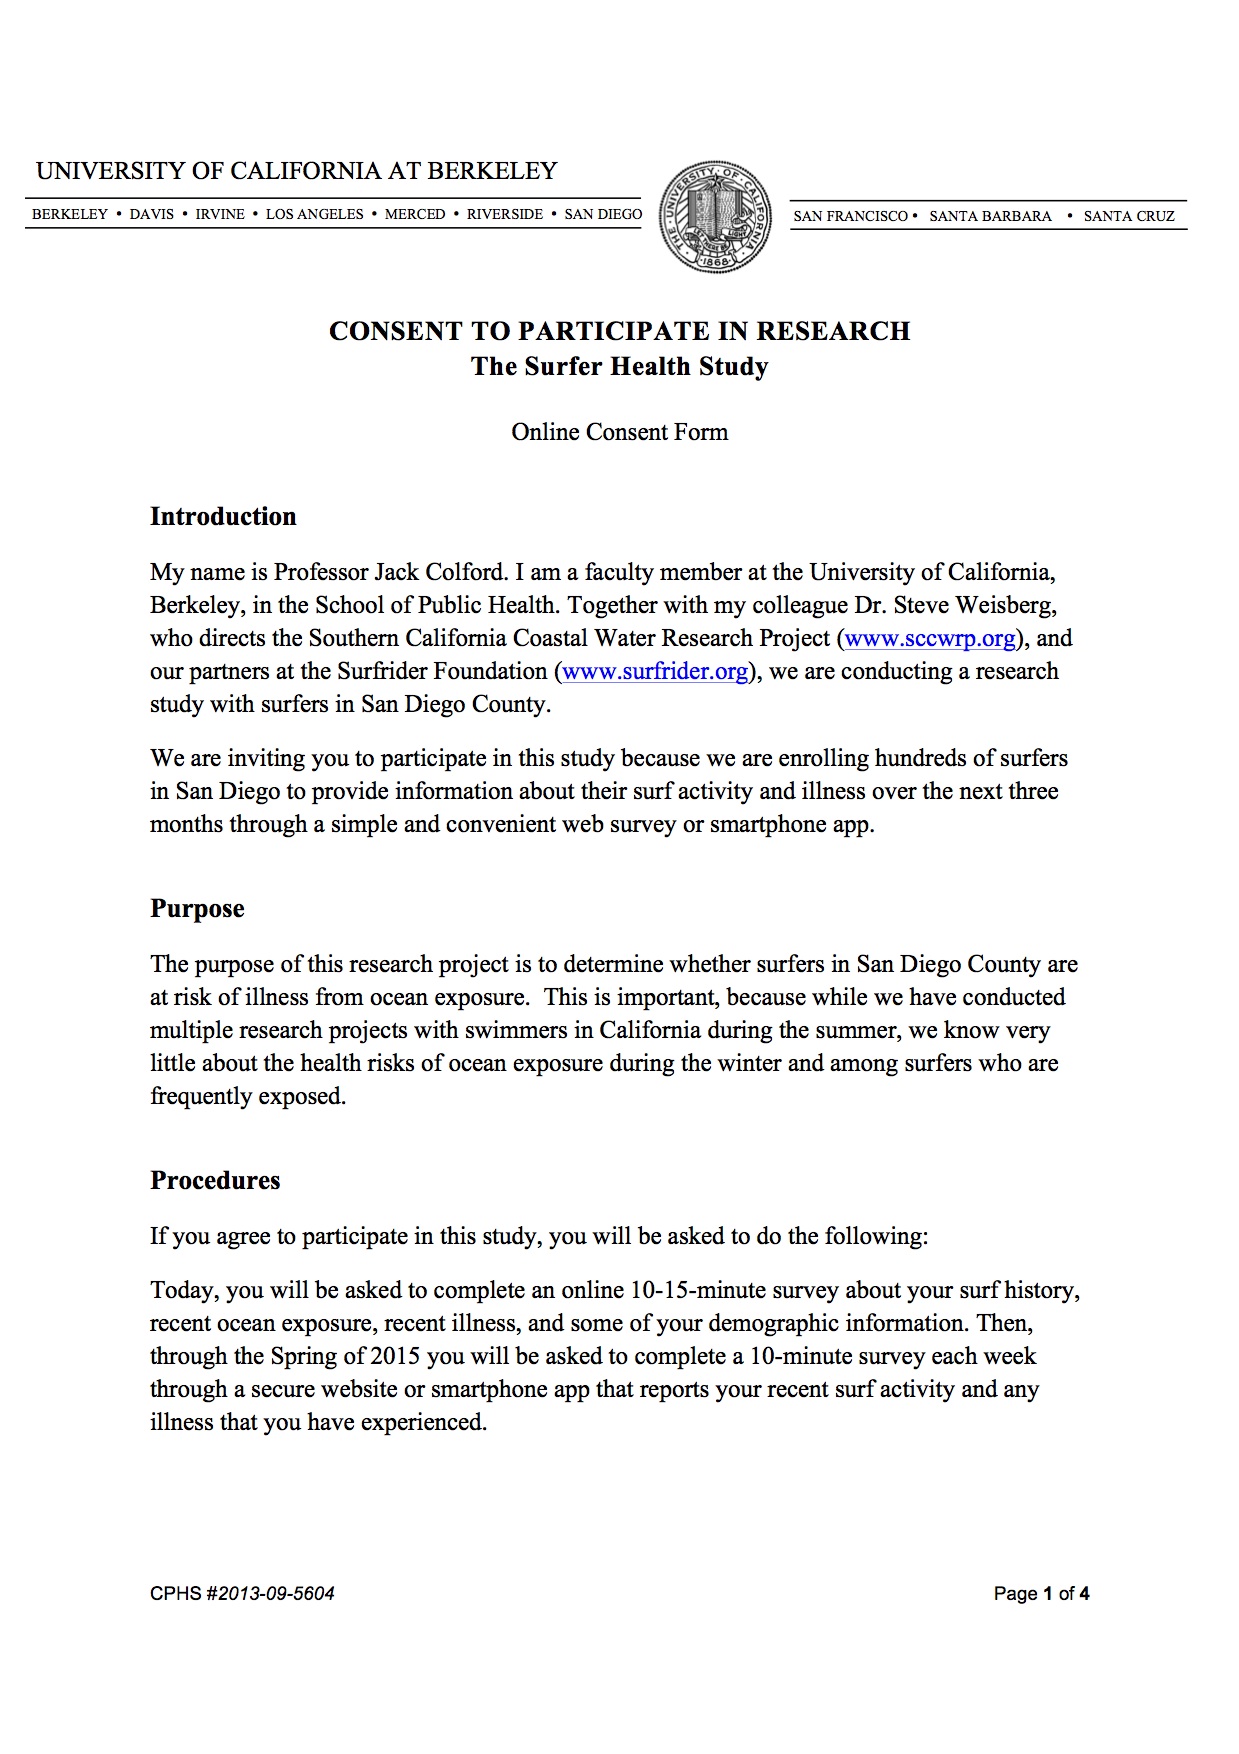 UNIVERSITY OF CALIFORNIA AT BERKELEY
BERKELEY • DAVIS • IRVINE • LOS ANGELES • MERCED • RIVERSIDE • SAN DIEGO
THE UNIVERSITY OF CALIFORNIA
LET THERE BE LIGHT
1868
SAN FRANCISCO • SANTA BARBARA • SANTA CRUZ
CONSENT TO PARTICIPATE IN RESEARCH
The Surfer Health Study
Online Consent Form
Introduction
My name is Professor Jack Colford. I am a faculty member at the University of California,
Berkeley, in the School of Public Health. Together with my colleague Dr. Steve Weisberg,
who directs the Southern California Coastal Water Research Project (www.sccwrp.org), and
our partners at the Surfrider Foundation (www.surfrider.org), we are conducting a research
study with surfers in San Diego County.
We are inviting you to participate in this study because we are enrolling hundreds of surfers
in San Diego to provide information about their surf activity and illness over the next three
months through a simple and convenient web survey or smartphone app.
Purpose
The purpose of this research project is to determine whether surfers in San Diego County are
at risk of illness from ocean exposure.  This is important, because while we have conducted
multiple research projects with swimmers in California during the summer, we know very
little about the health risks of ocean exposure during the winter and among surfers who are
frequently exposed.
Procedures
If you agree to participate in this study, you will be asked to do the following:
Today, you will be asked to complete an online 10-15-minute survey about your surf history,
recent ocean exposure, recent illness, and some of your demographic information. Then,
through the Spring of 2015 you will be asked to complete a 10-minute survey each week
through a secure website or smartphone app that reports your recent surf activity and any
illness that you have experienced.
CPHS #2013-09-5604
Page 1 of 4